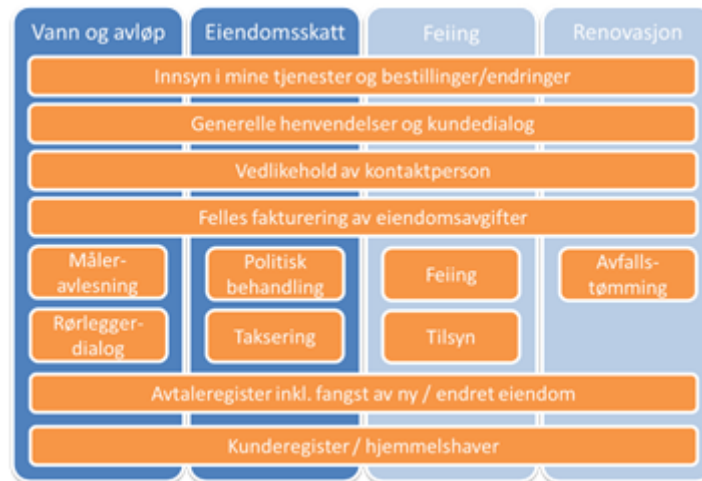 Vann og avløp
Eiendomsskatt
Feiing
Renovasjon
Innsyn i mine tjenester og bestillinger/endringer
Generelle henvendelser og kundedialog
Vedlikehold av kontaktperson
Felles fakturering av eiendomsavgifter
Måler-
avlesning
Politisk
behandling
Feiing
Avfalls-
tømming
Rørlegger-
dialog
Taksering
Tilsyn
Avtaleregister inkl. fangst av ny / endret eiendom
Kunderegister / hjemmelshaver